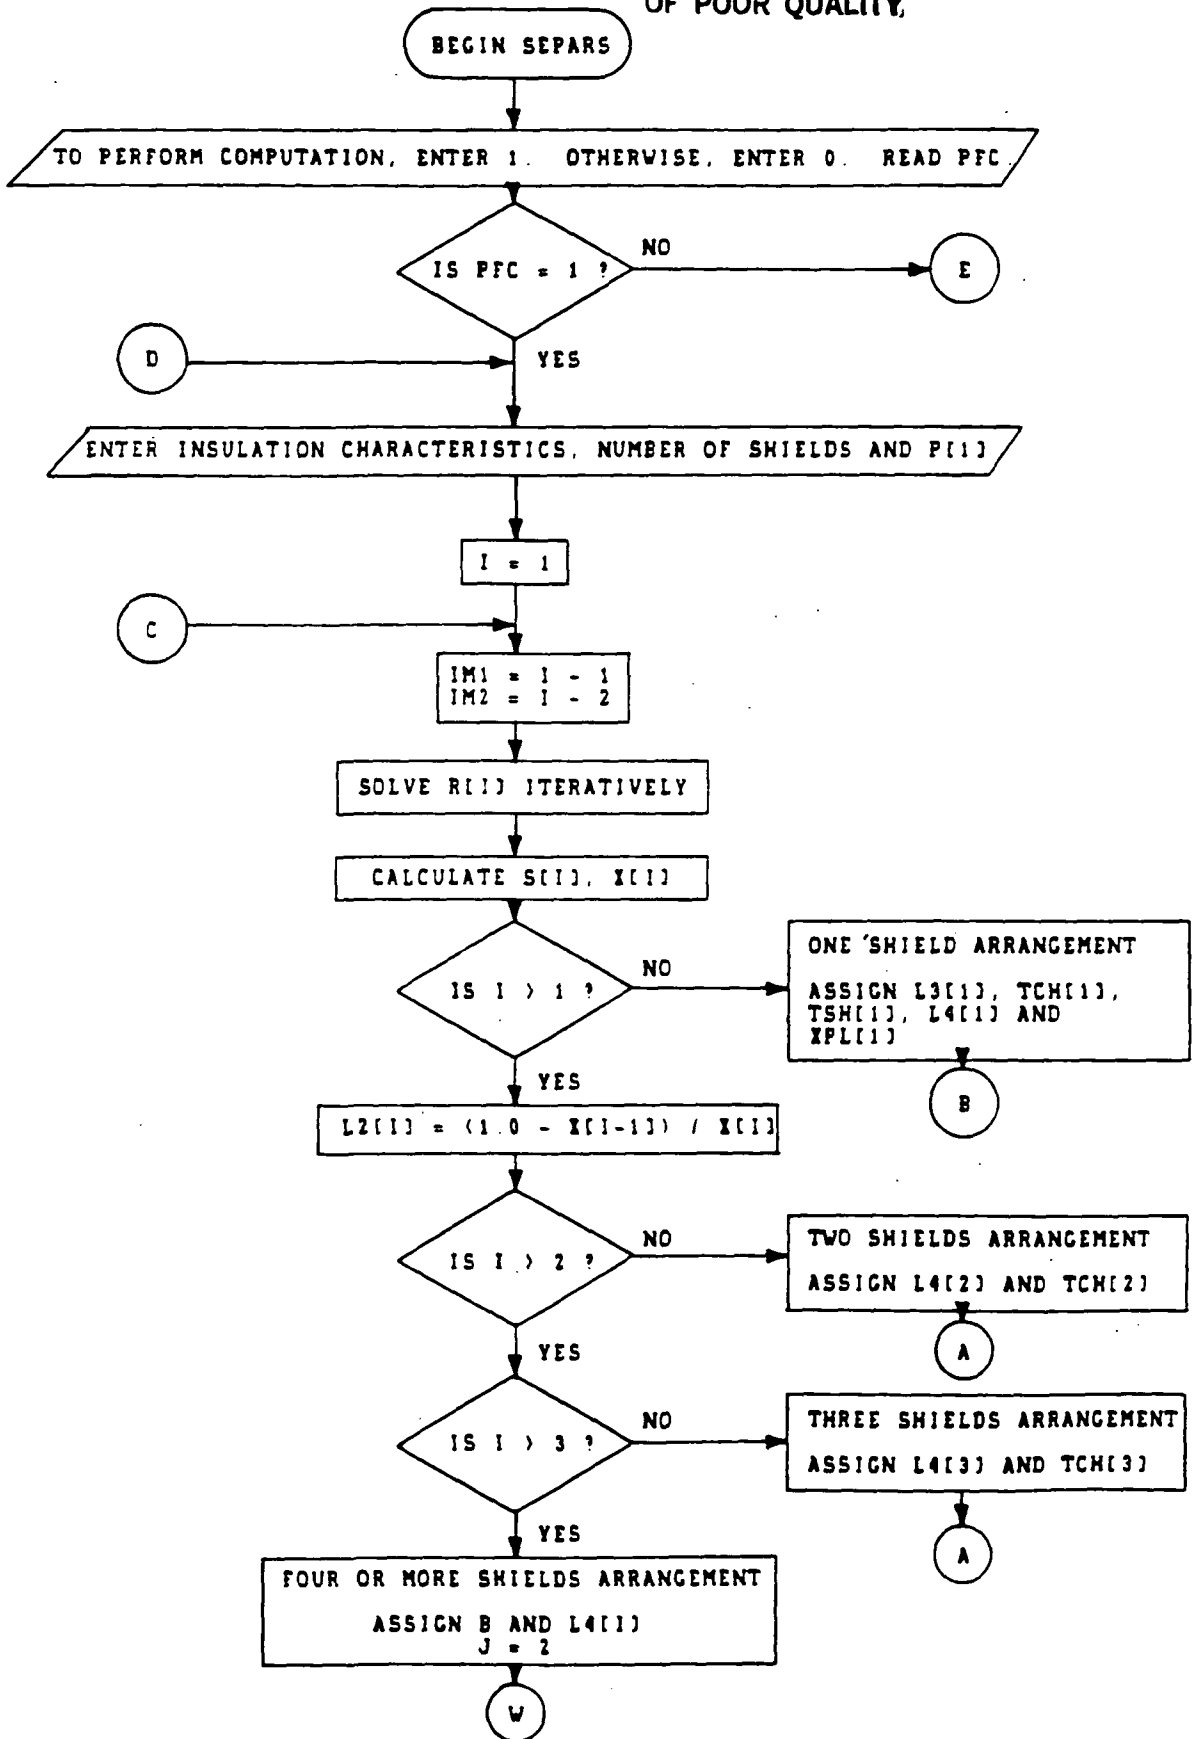 OF POOR QUALITY
BEGIN SEPARS
TO PERFORM COMPUTATION, ENTER 1. OTHERWISE, ENTER 0. READ PFC.
IS PFC = 1 ?
NO
E
D
YES
ENTER INSULATION CHARACTERISTICS, NUMBER OF SHIELDS AND P[1]
I = 1
C
IM1 = I - 1
IM2 = I - 2
SOLVE R[I] ITERATIVELY
CALCULATE S[I], X[I]
IS I > 1 ?
NO
ONE SHIELD ARRANGEMENT
ASSIGN L3[1], TCH[1],
TSH[1], L4[1] AND
XPL[1]
B
YES
L2[I] = (1.0 - X[I-1]) / X[I]
IS I > 2 ?
NO
TWO SHIELDS ARRANGEMENT
ASSIGN L4[2] AND TCH[2]
A
YES
IS I > 3 ?
NO
THREE SHIELDS ARRANGEMENT
ASSIGN L4[3] AND TCH[3]
A
YES
FOUR OR MORE SHIELDS ARRANGEMENT
ASSIGN B AND L4[I]
J = 2
W